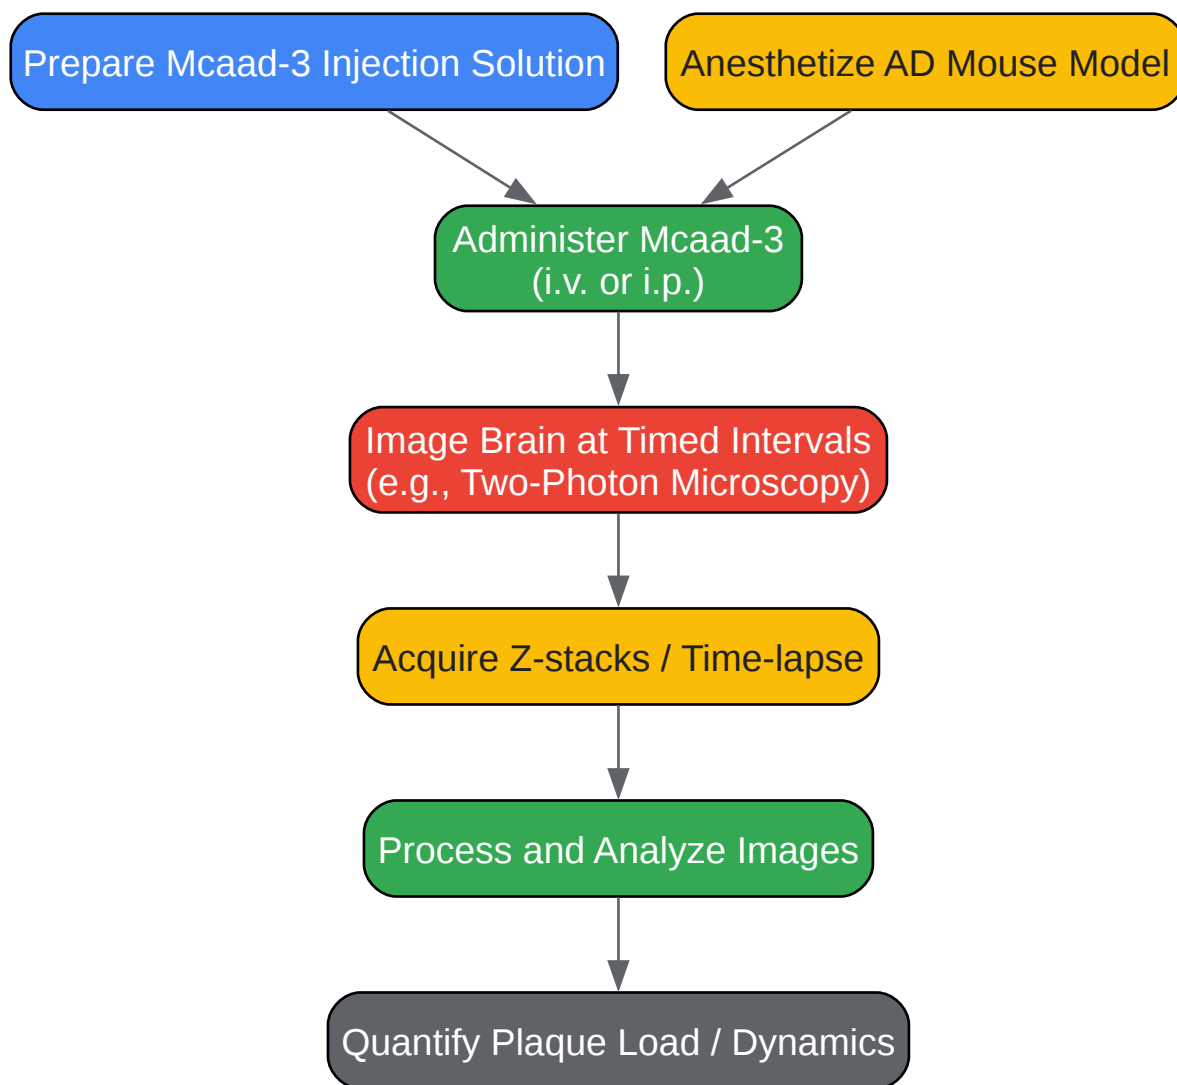 Prepare Mcaad-3 Injection Solution
Anesthetize AD Mouse Model
Administer Mcaad-3
(i.v. or i.p.)
Image Brain at Timed Intervals
(e.g., Two-Photon Microscopy)
Acquire Z-stacks / Time-lapse
Process and Analyze Images
Quantify Plaque Load / Dynamics